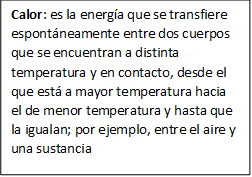 Calor: es la energía que se transfiere
espontáneamente entre dos cuerpos
que se encuentran a distinta
temperatura y en contacto, desde el
que está a mayor temperatura hacia
el de menor temperatura y hasta que
la igualan; por ejemplo, entre el aire y
una sustancia